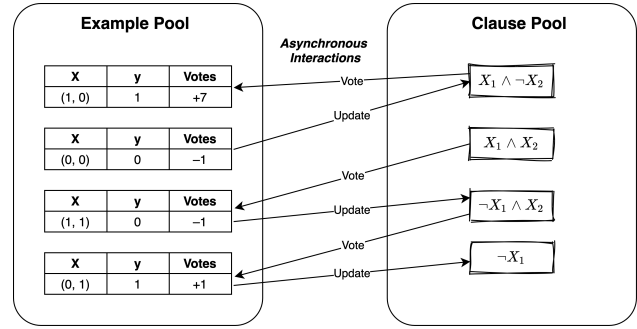 Example Pool
Clause Pool
Asynchronous
Interactions
X y Votes
(1, 0) 1 +7
X y Votes
(0, 0) 0 –1
X y Votes
(1, 1) 0 –1
X y Votes
(0, 1) 1 +1
Vote
Update
Vote
Update
Vote
Update
X₁ ∧ ¬X₂
X₁ ∧ X₂
¬X₁ ∧ X₂
¬X₁